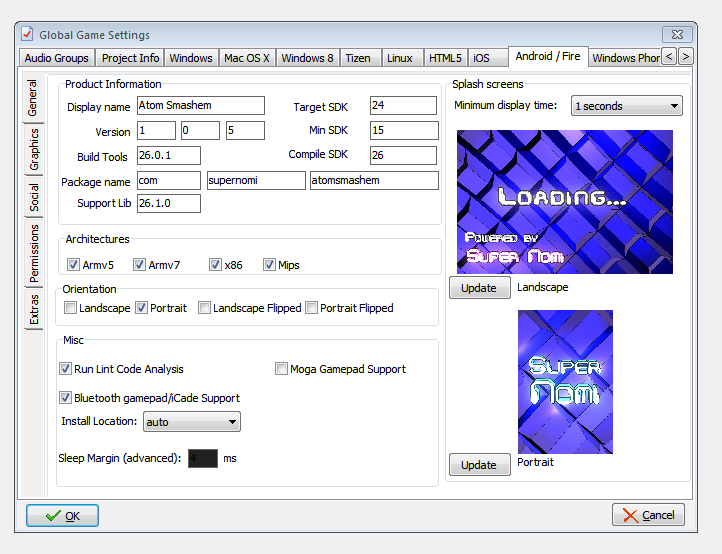 Global Game Settings
Audio Groups Project Info Windows Mac OS X Windows 8 Tizen Linux HTML5 iOS Android / Fire Windows Phor < >
General
Graphics
Social
Permissions
Extras
Product Information
Display name Atom Smashem Target SDK 24
Version 1 0 5 Min SDK 15
Build Tools 26.0.1 Compile SDK 26
Package name com supernomi atomsmashem
Support Lib 26.1.0
Architectures
Armv5 Armv7 x86 Mips
Orientation
Landscape Portrait Landscape Flipped Portrait Flipped
Misc
Run Lint Code Analysis Moga Gamepad Support
Bluetooth gamepad/iCade Support
Install Location: auto
Sleep Margin (advanced): 4 ms
Splash screens
Minimum display time: 1 seconds
Loading...
Powered by
Super Nomi
Update Landscape
Super
Nomi
Update Portrait
OK Cancel